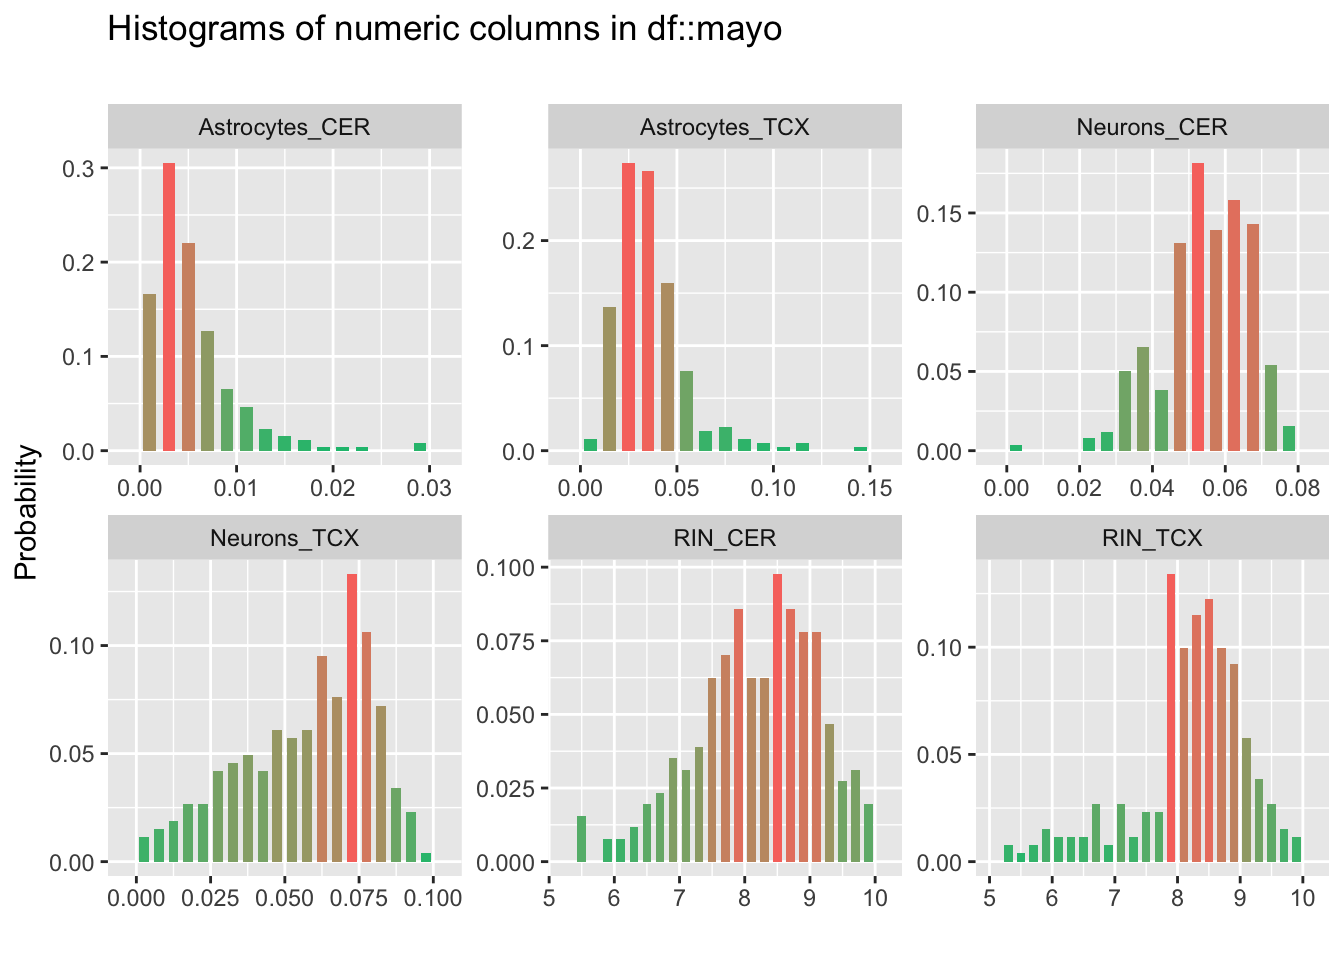 Histograms of numeric columns in df::mayo
Probability
Astrocytes_CER
0.3
0.2
0.1
0.0
0.00 0.01 0.02 0.03
Astrocytes_TCX
0.2
0.1
0.0
0.00 0.05 0.10 0.15
Neurons_CER
0.15
0.10
0.05
0.00
0.00 0.02 0.04 0.06 0.08
Neurons_TCX
0.10
0.05
0.00
0.000 0.025 0.050 0.075 0.100
RIN_CER
0.100
0.075
0.050
0.025
0.000
5 6 7 8 9 10
RIN_TCX
0.10
0.05
0.00
5 6 7 8 9 10